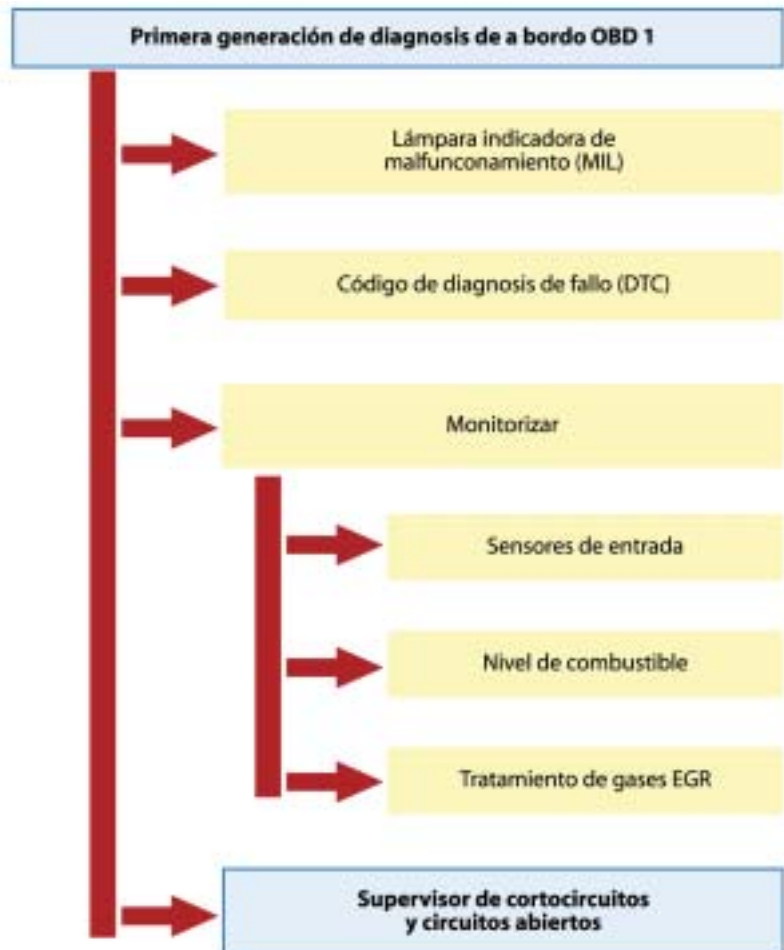 Primera generación de diagnosis de a bordo OBD 1
Lámpara indicadora de
malfunconamiento (MIL)
Código de diagnosis de fallo (DTC)
Monitorizar
Sensores de entrada
Nivel de combustible
Tratamiento de gases EGR
Supervisor de cortocircuitos
y circuitos abiertos